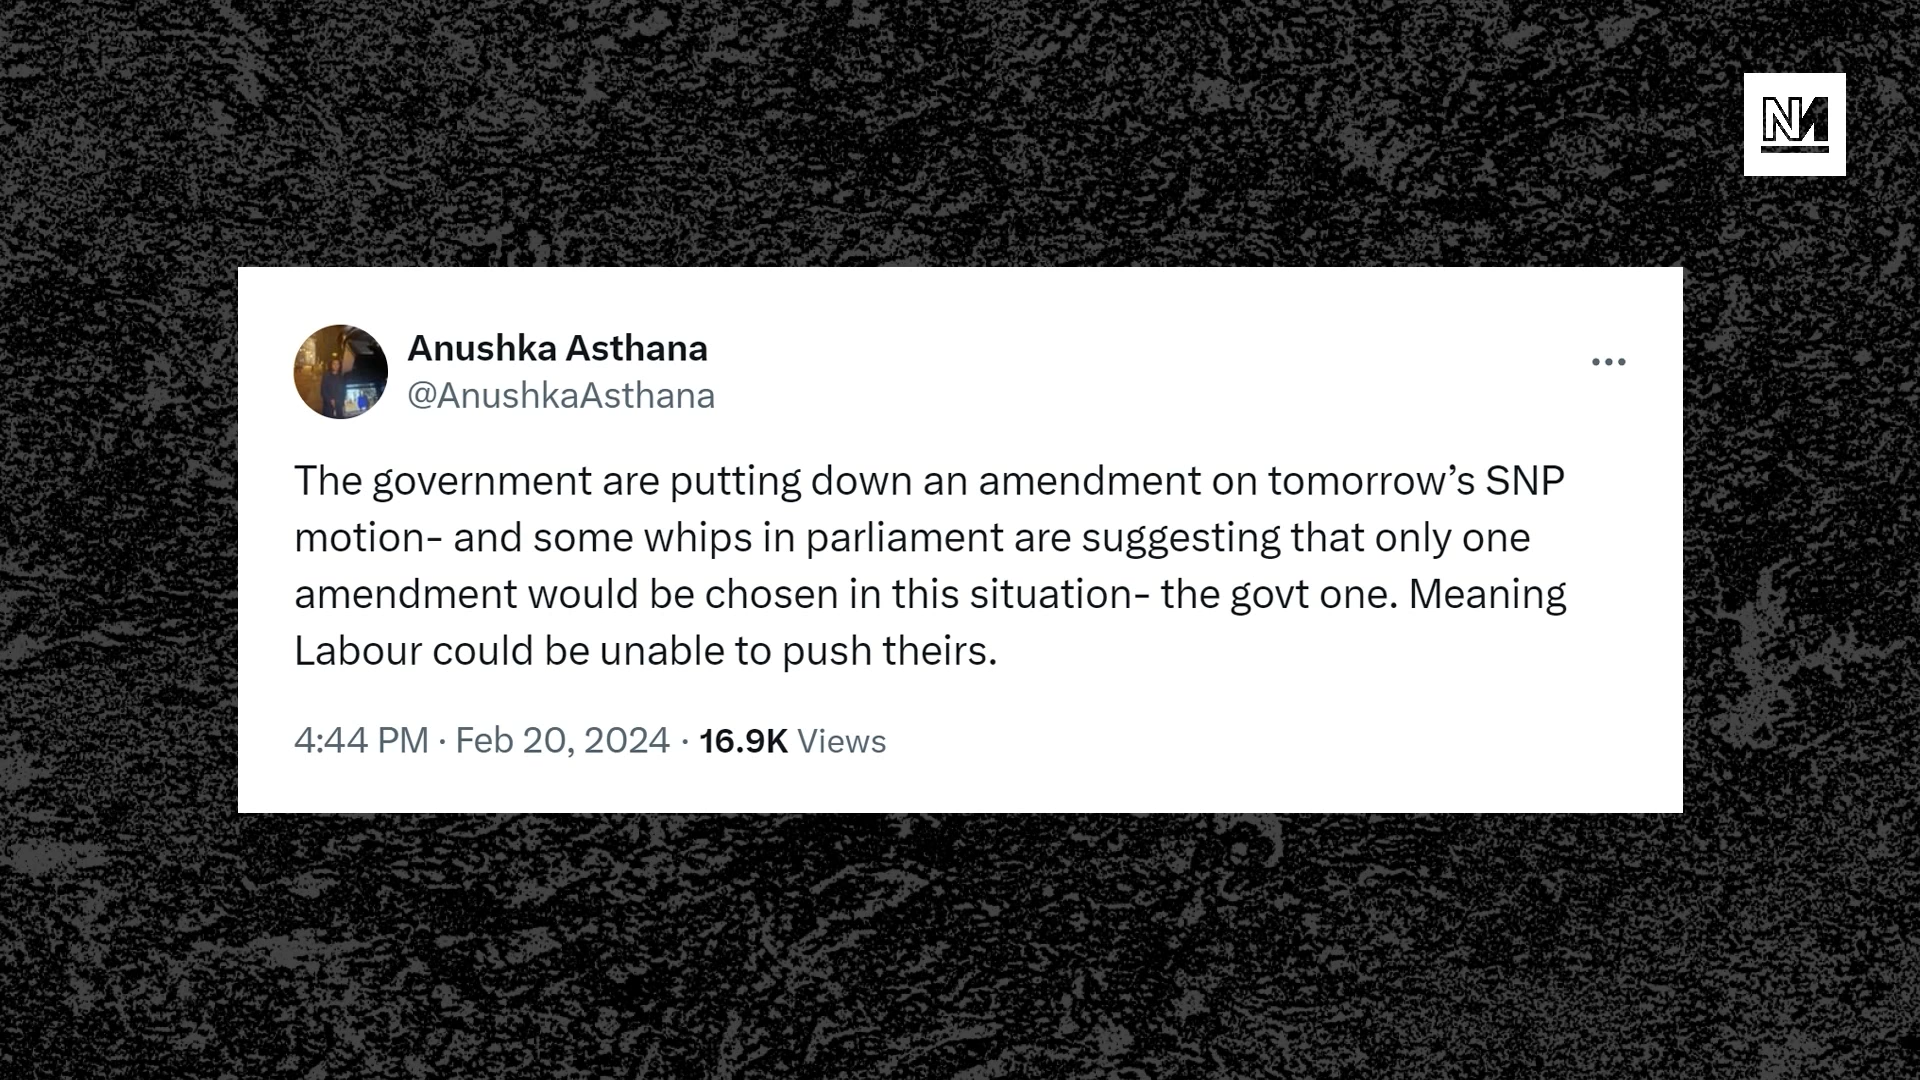 NM
Anushka Asthana
@AnushkaAsthana
The government are putting down an amendment on tomorrow’s SNP
motion- and some whips in parliament are suggesting that only one
amendment would be chosen in this situation- the govt one. Meaning
Labour could be unable to push theirs.
4:44 PM · Feb 20, 2024 · 16.9K Views